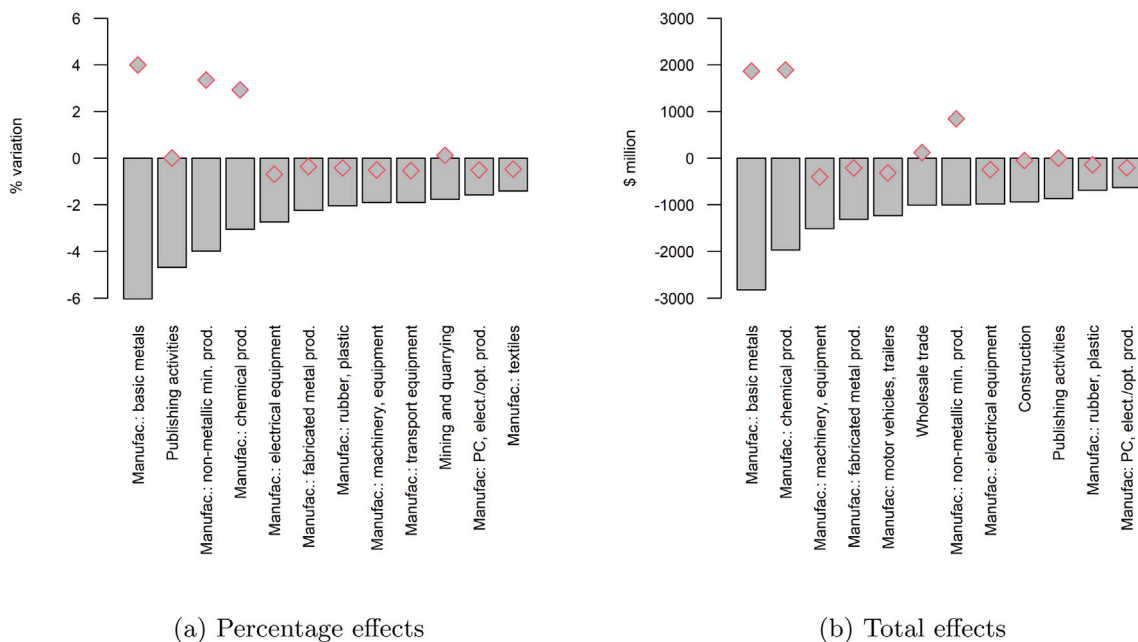 6
4
2
0
-2
-4
-6
% variation
Manufac.: basic metals
Publishing activities
Manufac.: non-metallic min. prod.
Manufac.: chemical prod.
Manufac.: electrical equipment
Manufac.: fabricated metal prod.
Manufac.: rubber, plastic
Manufac.: machinery, equipment
Manufac.: transport equipment
Mining and quarrying
Manufac: PC, elect./opt. prod.
Manufac.: textiles
(a) Percentage effects
3000
2000
1000
0
-1000
-2000
-3000
$ million
Manufac.: basic metals
Manufac.: chemical prod.
Manufac.: machinery, equipment
Manufac.: fabricated metal prod.
Manufac: motor vehicles, trailers
Wholesale trade
Manufac.: non-metallic min. prod.
Manufac.: electrical equipment
Construction
Publishing activities
Manufac.: rubber, plastic
Manufac: PC, elect./opt. prod.
(b) Total effects